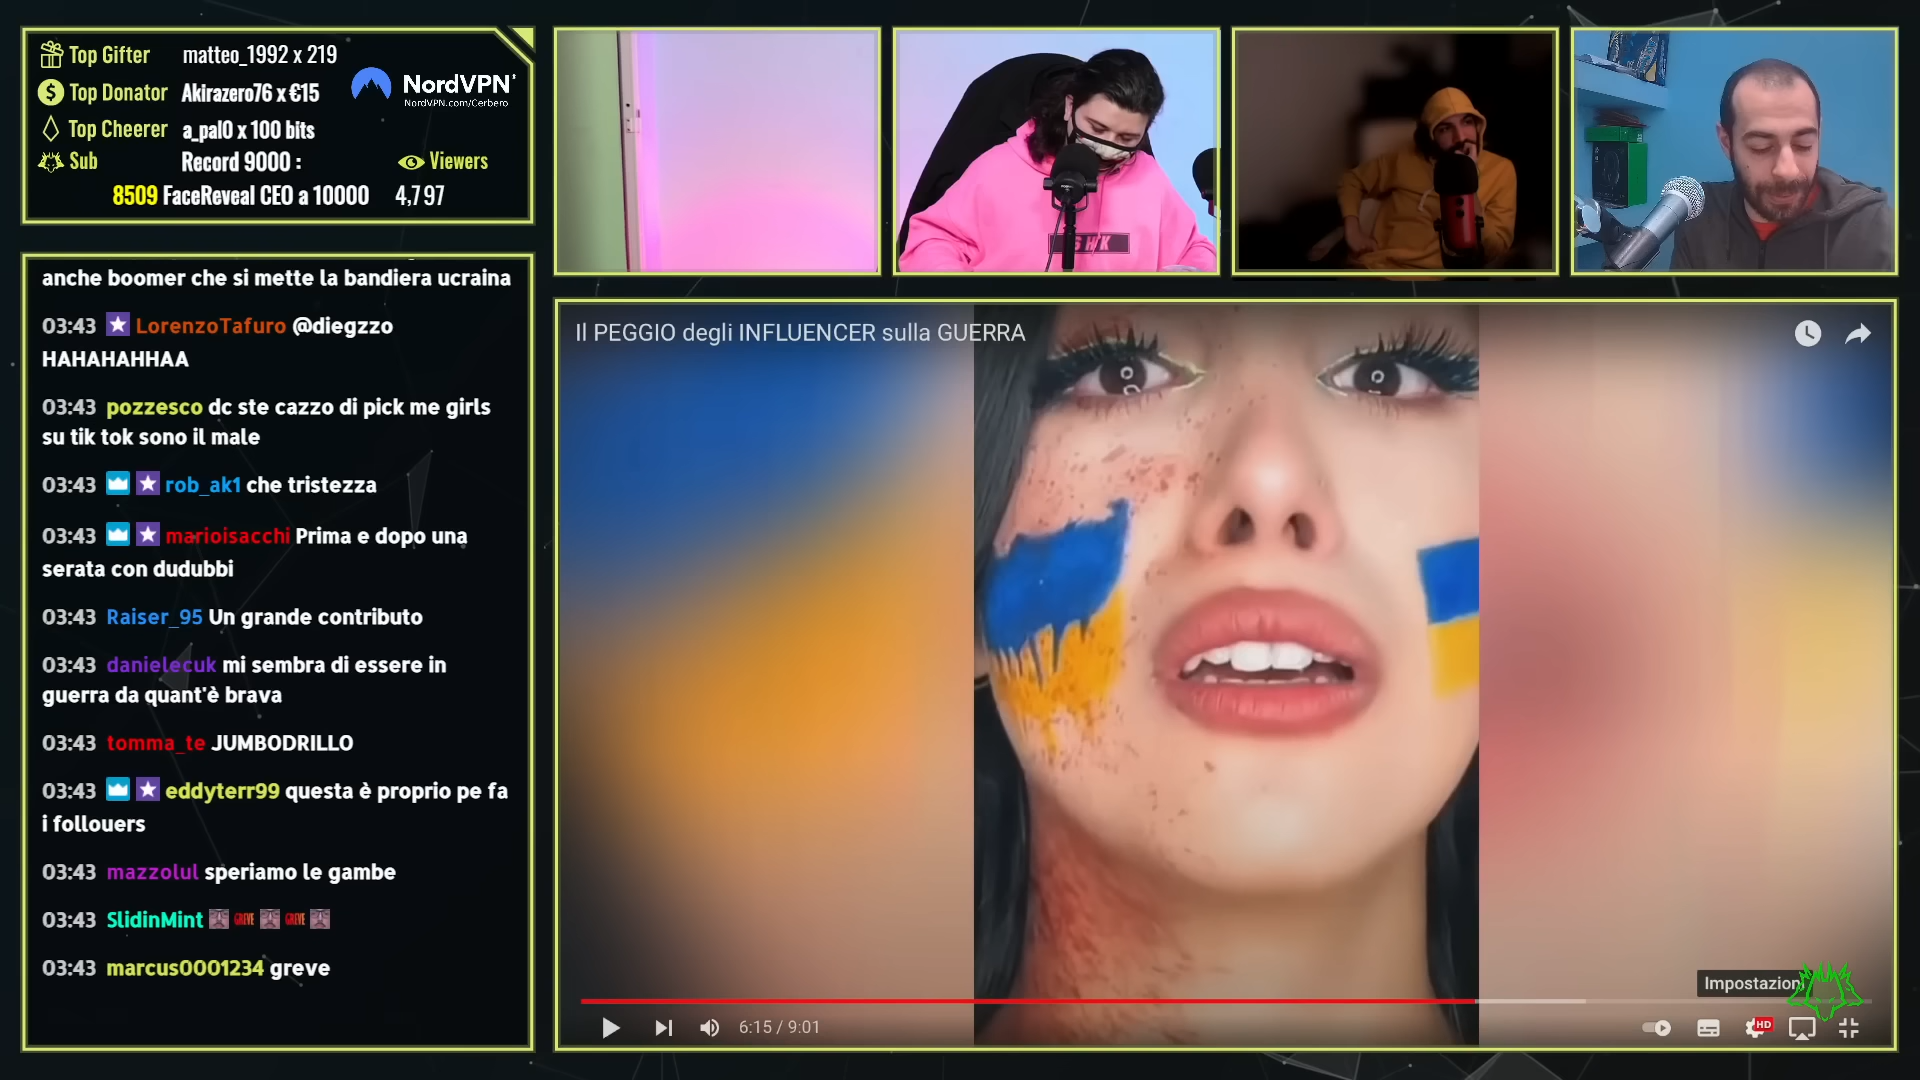 Top Gifter matteo_1992 x 219
Top Donator Akirazero76 x €15
NordVPN
NordVPN.com/Cerbero
Top Cheerer a_pal0 x 100 bits
Sub Record 9000 : Viewers
8509 FaceReveal CEO a 10000 4,797
anche boomer che si mette la bandiera ucraina
03:43 LorenzoTafuro @diegzzo
HAHAHAHHAA
03:43 pozzesco dc ste cazzo di pick me girls
su tik tok sono il male
03:43 rob_ak1 che tristezza
03:43 marioisacchi Prima e dopo una
serata con dudubbi
03:43 Raiser_95 Un grande contributo
03:43 danielecuk mi sembra di essere in
guerra da quant'è brava
03:43 tomma_te JUMBODRILLO
03:43 eddyterr99 questa è proprio pe fa
i follouers
03:43 mazzolul speriamo le gambe
03:43 SlidinMint GREVE GREVE
03:43 marcus0001234 greve
Il PEGGIO degli INFLUENCER sulla GUERRA
Impostazioni
6:15 / 9:01
HD